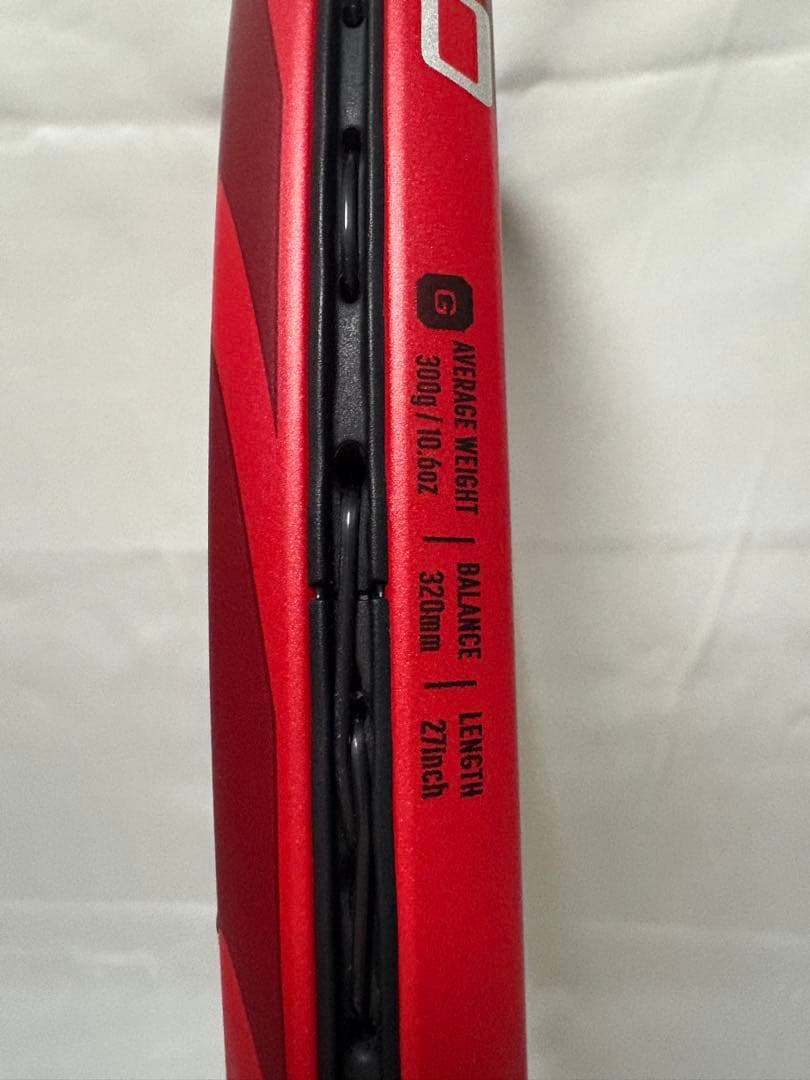 G
AVERAGE WEIGHT | BALANCE | LENGTH
300g / 10.6oz | 320mm | 27inch